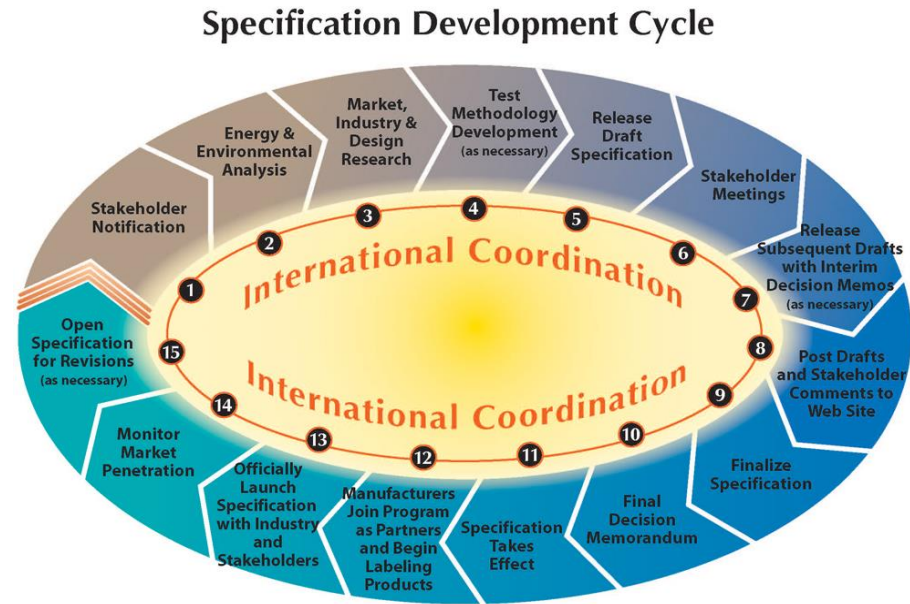 Specification Development Cycle
Stakeholder
Notification
Energy &
Environmental
Analysis
Market,
Industry &
Design
Research
Test
Methodology
Development
(as necessary)
Release
Draft
Specification
Stakeholder
Meetings
Release
Subsequent Drafts
with Interim
Decision Memos
(as necessary)
Post Drafts
and Stakeholder
Comments to
Web Site
Finalize
Specification
Final
Decision
Memorandum
Specification
Takes
Effect
Manufacturers
Join Program
as Partners
and Begin
Labeling
Products
Officially
Launch
Specification
with Industry
and
Stakeholders
Monitor
Market
Penetration
Open
Specification
for Revisions
(as necessary)
1
2
3
4
5
6
7
8
9
10
11
12
13
14
15
International Coordination
International Coordination